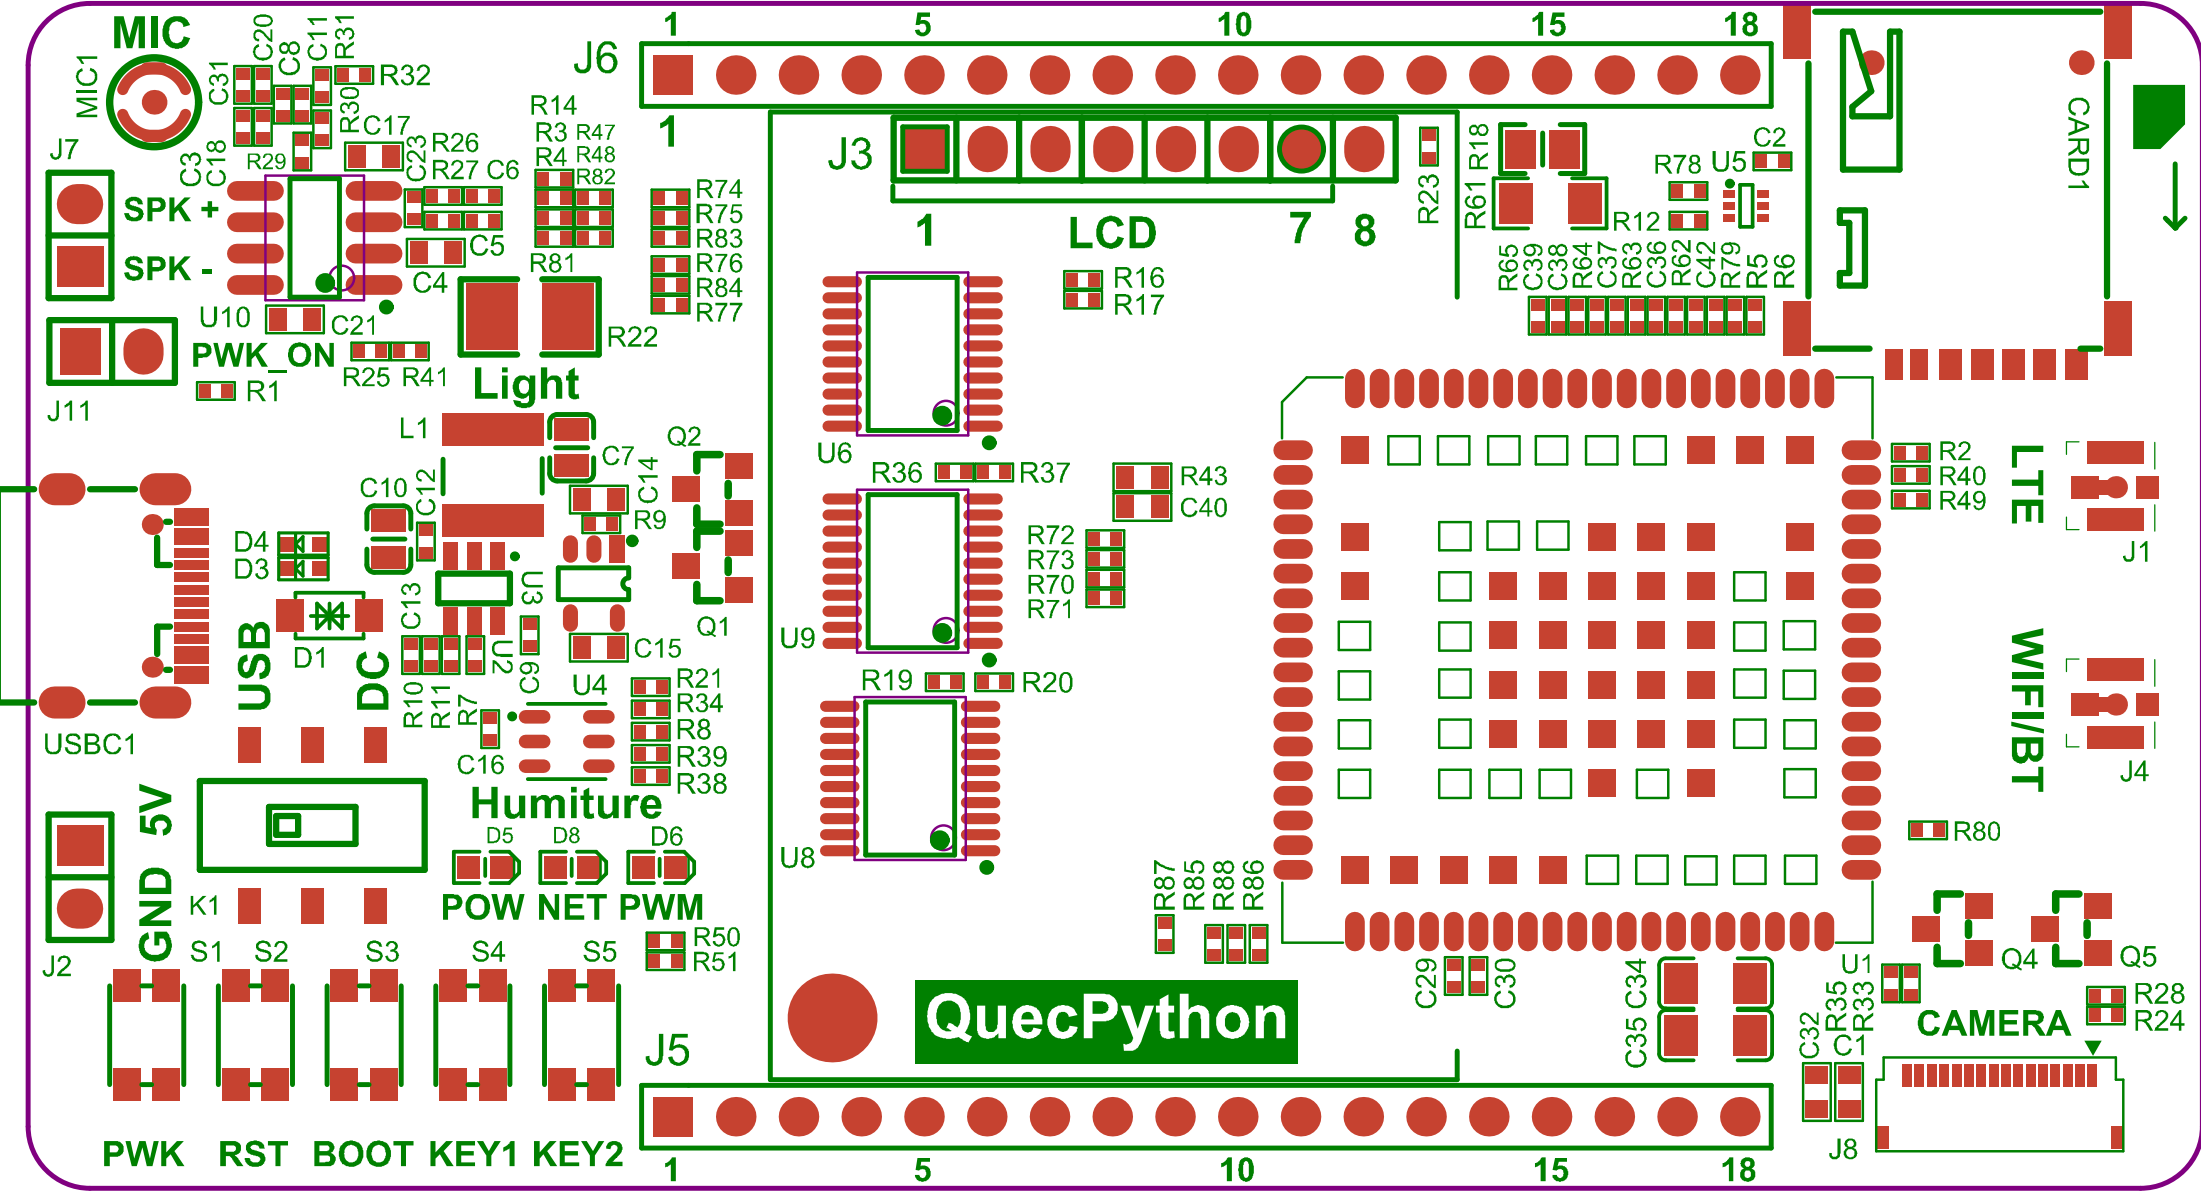 MIC
MIC1
C31
C20
C8
C11
R31
R32
R30
C17
R29
C3
C18
J7
SPK +
SPK -
C23
R26
R27
C6
C5
C4
U10
C21
PWK_ON
R25
R41
R1
J11
R14
R3
R4
R47
R48
R82
R81
R22
Light
R74
R75
R83
R76
R84
R77
1
5
10
15
18
J6
1
J3
1
7
8
LCD
R23
R16
R17
R18
R61
R78
U5
C2
R12
R65
C39
C38
R64
C37
R63
C36
R62
C42
R79
R5
R6
CARD1
L1
C7
Q2
C14
R9
C10
C12
D4
D3
D1
C13
U3
U2
C9
C15
Q1
USB
DC
R10
R11
R7
U4
C16
USBC1
R21
R34
R8
R39
R38
Humiture
U6
R36
R37
R43
C40
R72
R73
R70
R71
U9
R19
R20
U8
R2
R40
R49
LTE
J1
WIFI/BT
J4
R80
5V
GND
K1
J2
D5
D8
D6
POW
NET
PWM
R50
R51
S1
S2
S3
S4
S5
R87
R85
R88
R86
C29
C30
C34
C35
U1
Q4
Q5
R35
R33
R28
R24
CAMERA
C32
C1
J8
QuecPython
J5
PWK
RST
BOOT
KEY1
KEY2
1
5
10
15
18